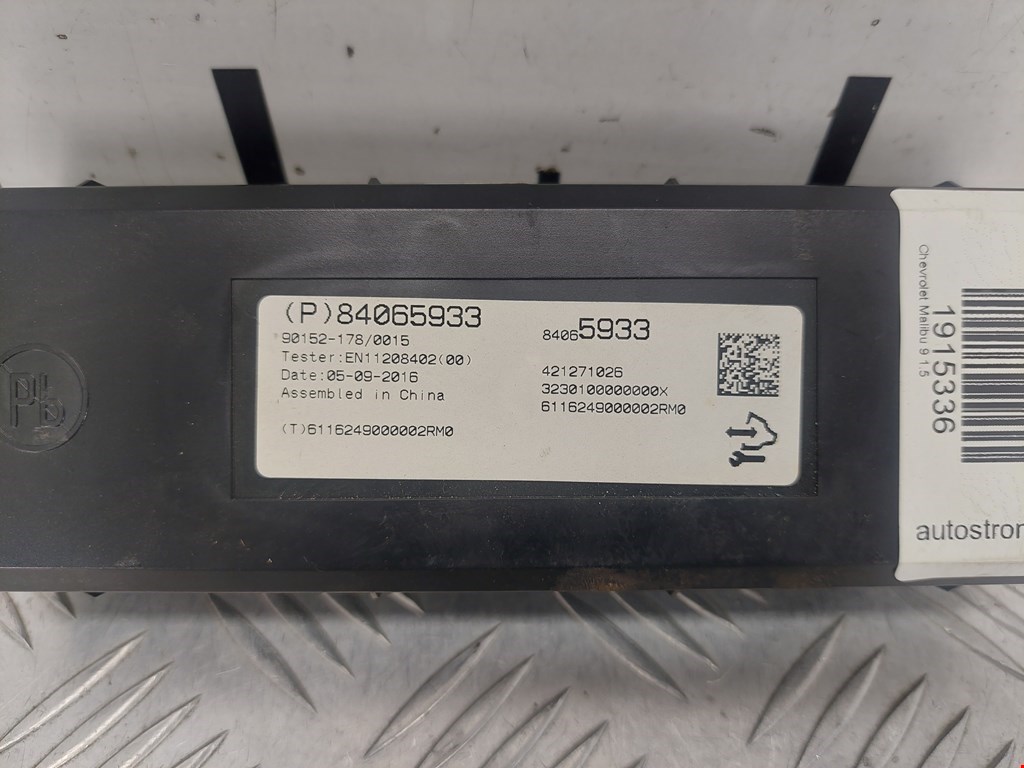 (P)84065933
90152-178/0015
Tester:EN11208402(00)
Date:05-09-2016
Assembled in China
(T)6116249000002RM0
84065933
421271026
3230100000000X
6116249000002RM0
Pb
Chevrolet Malibu 9 1.5
1915336
autostron